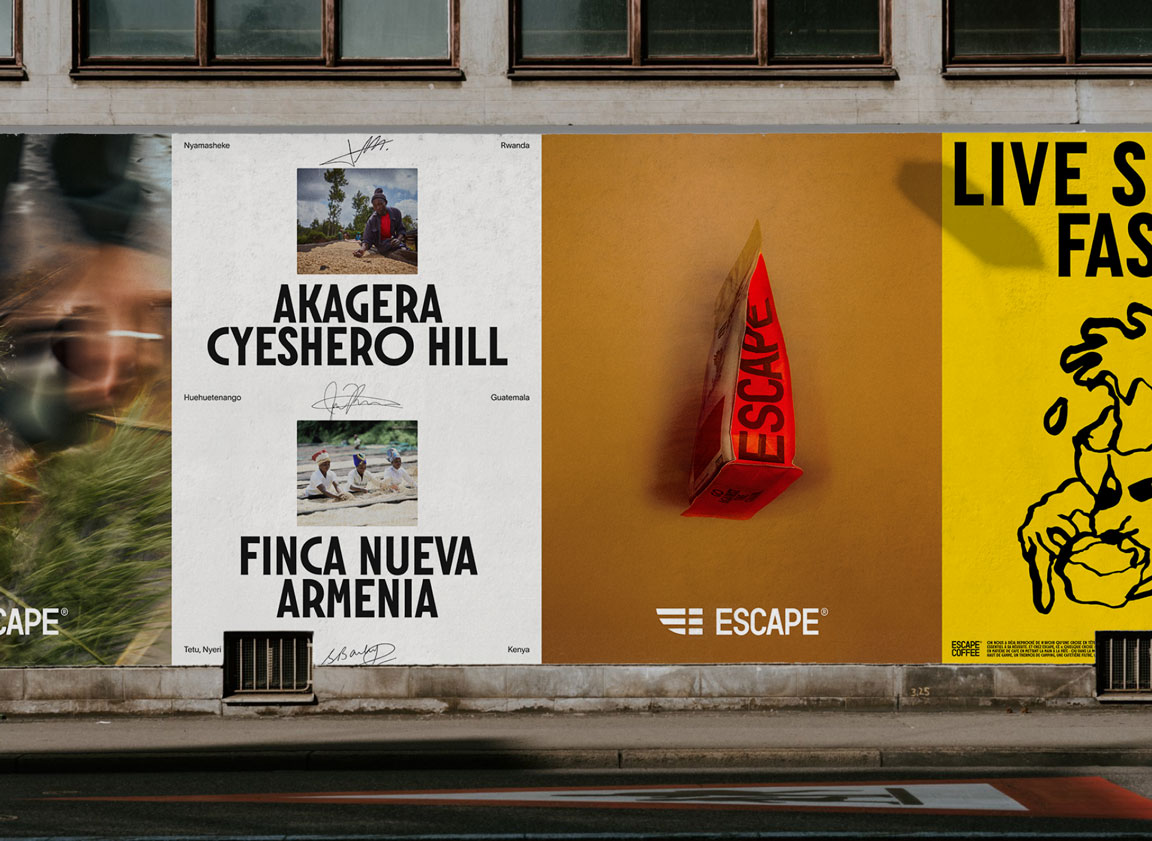 CAPE®
Nyamasheke
Rwanda
AKAGERA
CYESHERO HILL
Huehuetenango
Guatemala
FINCA NUEVA
ARMENIA
Tetu, Nyeri
Kenya
ESCAPE
ESCAPE®
LIVE S
FAS
ESCAPE
COFFEE
325